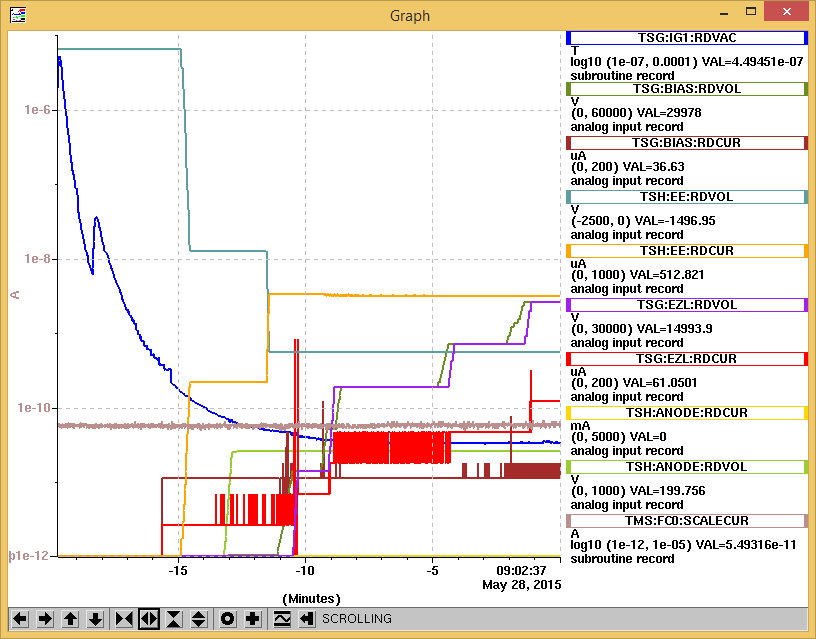 Graph
TSG:IG1:RDVAC
T
log10 (1e-07, 0.0001) VAL=4.49451e-07
subroutine record
TSG:BIAS:RDVOL
V
(0, 60000) VAL=29978
analog input record
TSG:BIAS:RDCUR
uA
(0, 200) VAL=36.63
analog input record
TSH:EE:RDVOL
V
(-2500, 0) VAL=-1496.95
analog input record
TSH:EE:RDCUR
uA
(0, 1000) VAL=512.821
analog input record
TSG:EZL:RDVOL
V
(0, 30000) VAL=14993.9
analog input record
TSG:EZL:RDCUR
uA
(0, 200) VAL=61.0501
analog input record
TSH:ANODE:RDCUR
mA
(0, 5000) VAL=0
analog input record
TSH:ANODE:RDVOL
V
(0, 1000) VAL=199.756
analog input record
TMS:FC0:SCALECUR
A
log10 (1e-12, 1e-05) VAL=5.49316e-11
subroutine record
1e-6
1e-8
A
1e-10
1e-12
-15
-10
-5
09:02:37
May 28, 2015
(Minutes)
SCROLLING